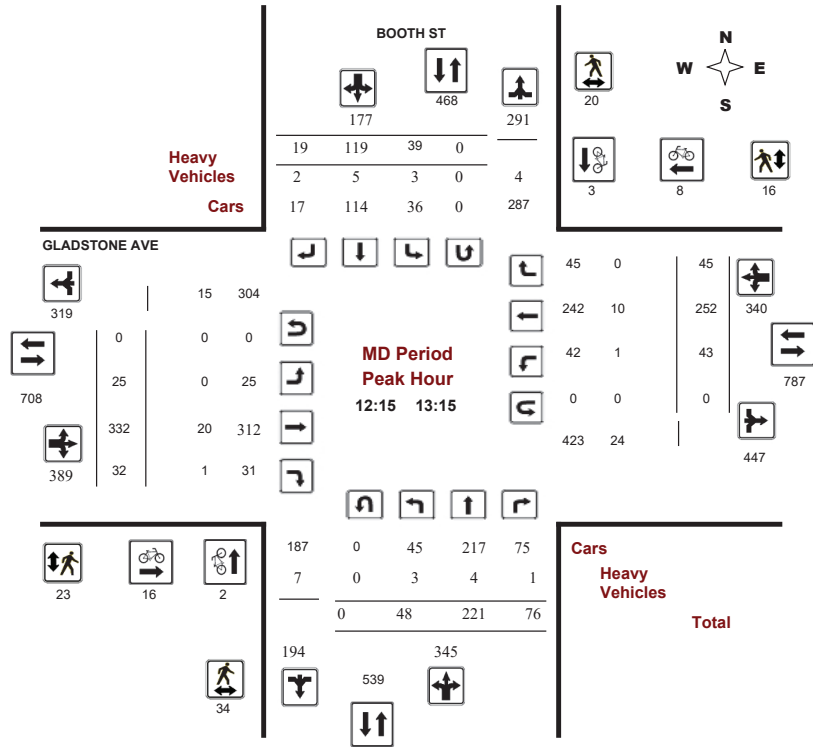 BOOTH ST
N
W E
S
468
20
177 291
19 119 39 0
Heavy
Vehicles
2 5 3 0 4
3 8 16
Cars
17 114 36 0 287
GLADSTONE AVE
45 0 45
319
15 304
340
242 10 252
0 0 0
MD Period
Peak Hour
12:15 13:15
42 1 43
787
708
25 0 25
0 0 0
332 20 312
423 24
447
389
32 1 31
187 0 45 217 75
Cars
7 0 3 4 1
Heavy
Vehicles
23 16 2
0 48 221 76
Total
194 345
539
34